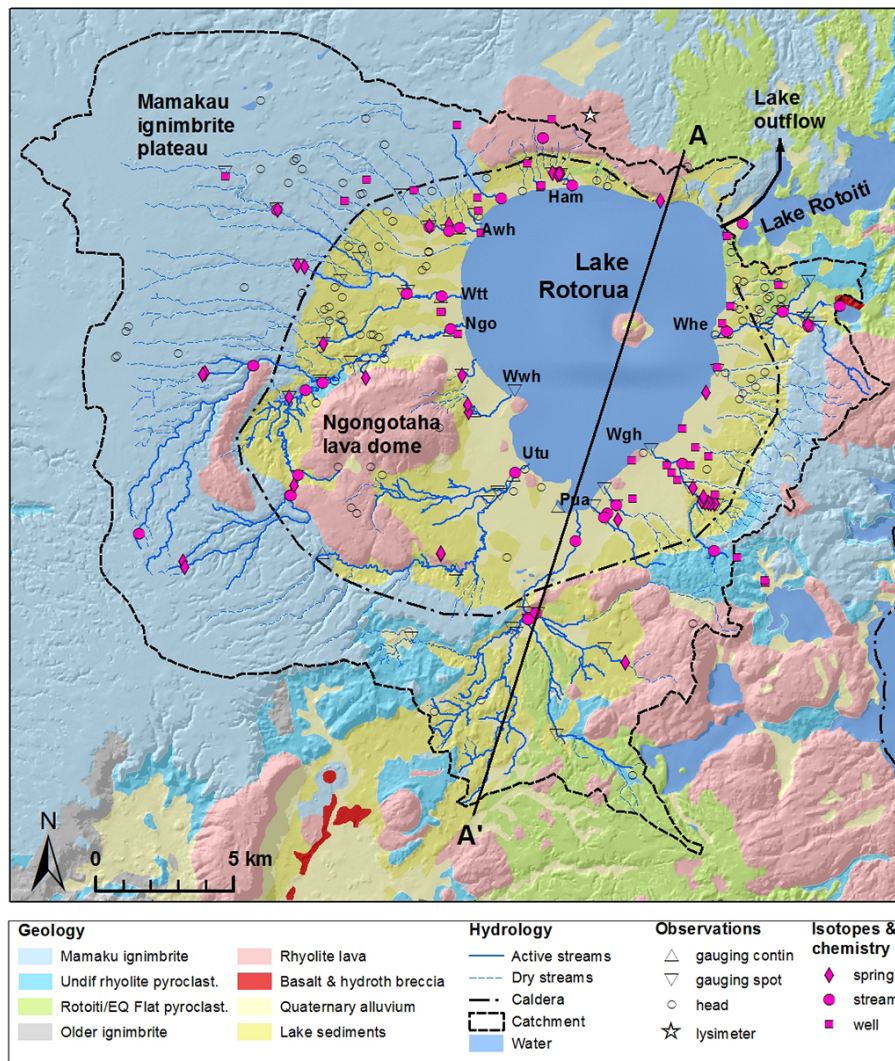 Mamakau
ignimbrite
plateau
A
Lake
outflow
Lake Rotoiti
Ham
Awh
Lake
Rotorua
Wtt
Ngo
Whe
Wwh
Ngongotaha
lava dome
Wgh
Utu
Pua
A'
N
0 5 km
Geology
Mamaku ignimbrite
Undif rhyolite pyroclast.
Rotoiti/EQ Flat pyroclast.
Older ignimbrite
Rhyolite lava
Basalt & hydroth breccia
Quaternary alluvium
Lake sediments
Hydrology
Active streams
Dry streams
Caldera
Catchment
Water
Observations
gauging contin
gauging spot
head
lysimeter
Isotopes &
chemistry
spring
stream
well